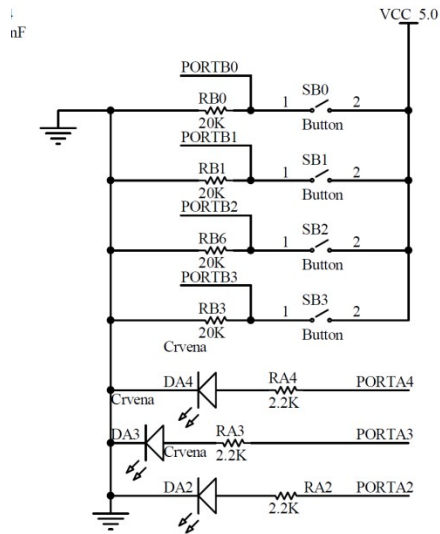 VCC 5.0
nF
PORTB0
RB0
20K
1
SB0
2
Button
PORTB1
RB1
20K
1
SB1
2
Button
PORTB2
RB6
20K
1
SB2
2
Button
PORTB3
RB3
20K
1
SB3
2
Button
Crvena
DA4
RA4
2.2K
PORTA4
Crvena
DA3
RA3
2.2K
PORTA3
Crvena
DA2
RA2
2.2K
PORTA2